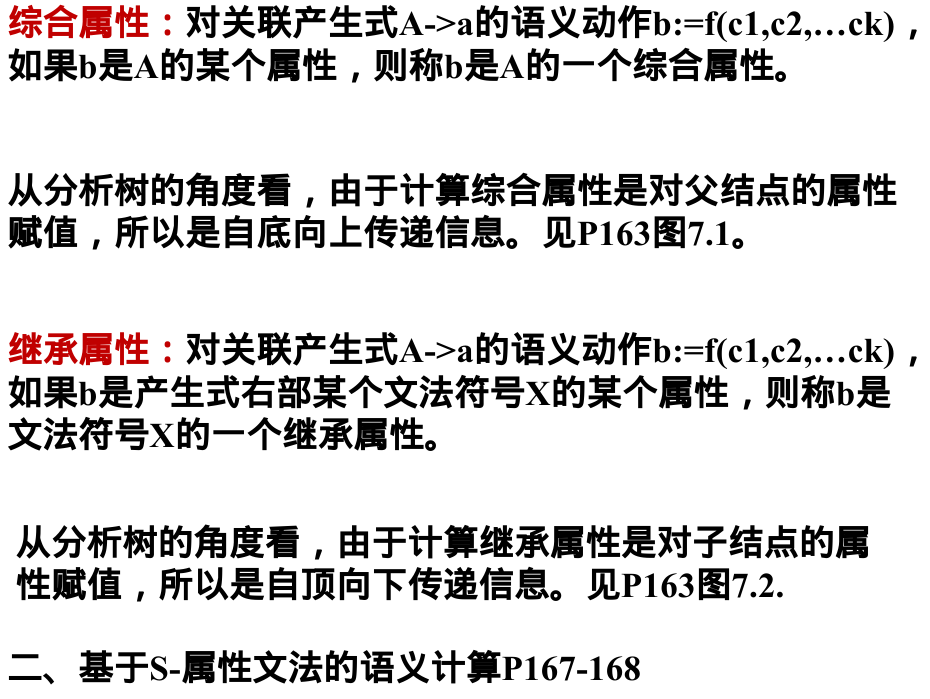 综合属性：对关联产生式A->a的语义动作b:=f(c1,c2,…ck)，
如果b是A的某个属性，则称b是A的一个综合属性。
从分析树的角度看，由于计算综合属性是对父结点的属性
赋值，所以是自底向上传递信息。见P163图7.1。
继承属性：对关联产生式A->a的语义动作b:=f(c1,c2,…ck)，
如果b是产生式右部某个文法符号X的某个属性，则称b是
文法符号X的一个继承属性。
从分析树的角度看，由于计算继承属性是对子结点的属
性赋值，所以是自顶向下传递信息。见P163图7.2.
二、基于S-属性文法的语义计算P167-168